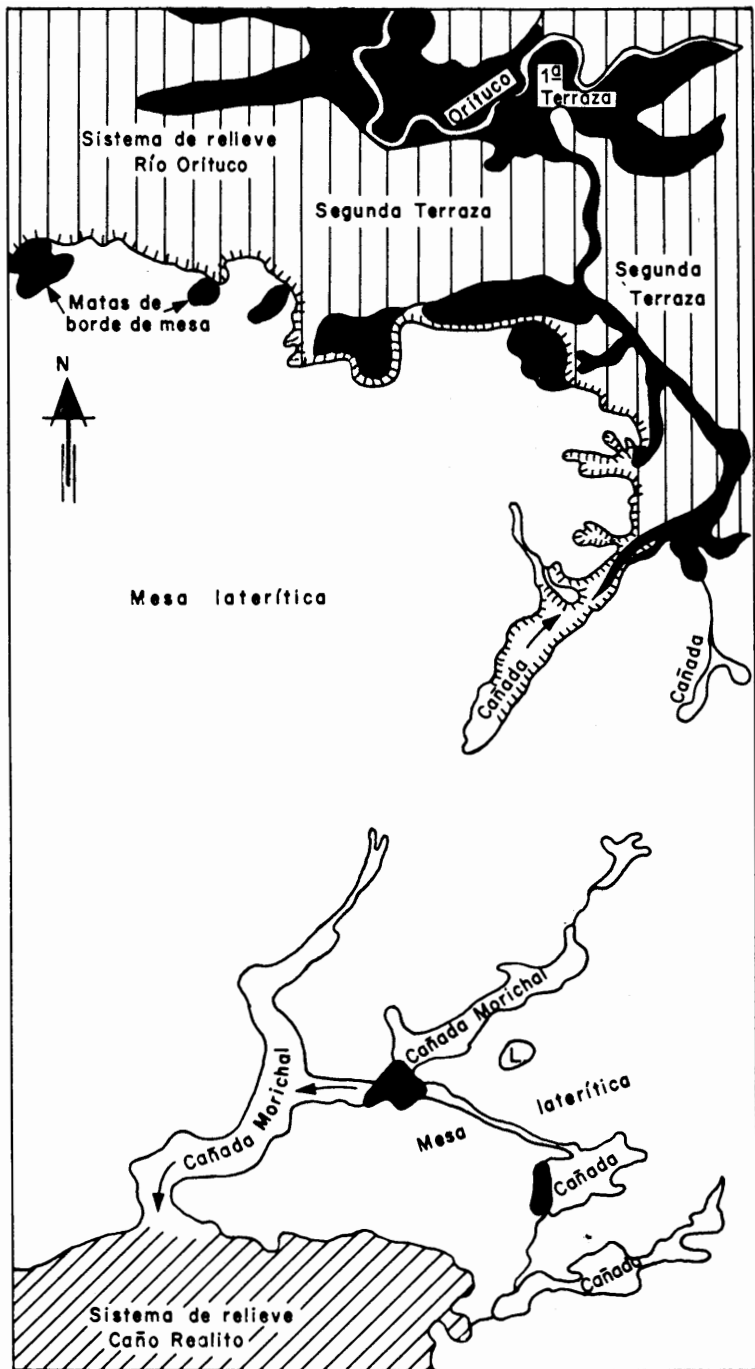 Orituco
1ª
Terraza
Sistema de relieve
Río Orituco
Segunda Terraza
Segunda
Terraza
Matas de
borde de mesa
N
Mesa laterítica
Cañada
Cañada
Cañada Morichal
L
Cañada Morichal
laterítica
Mesa
Cañada
Cañada
Sistema de relieve
Caño Realito